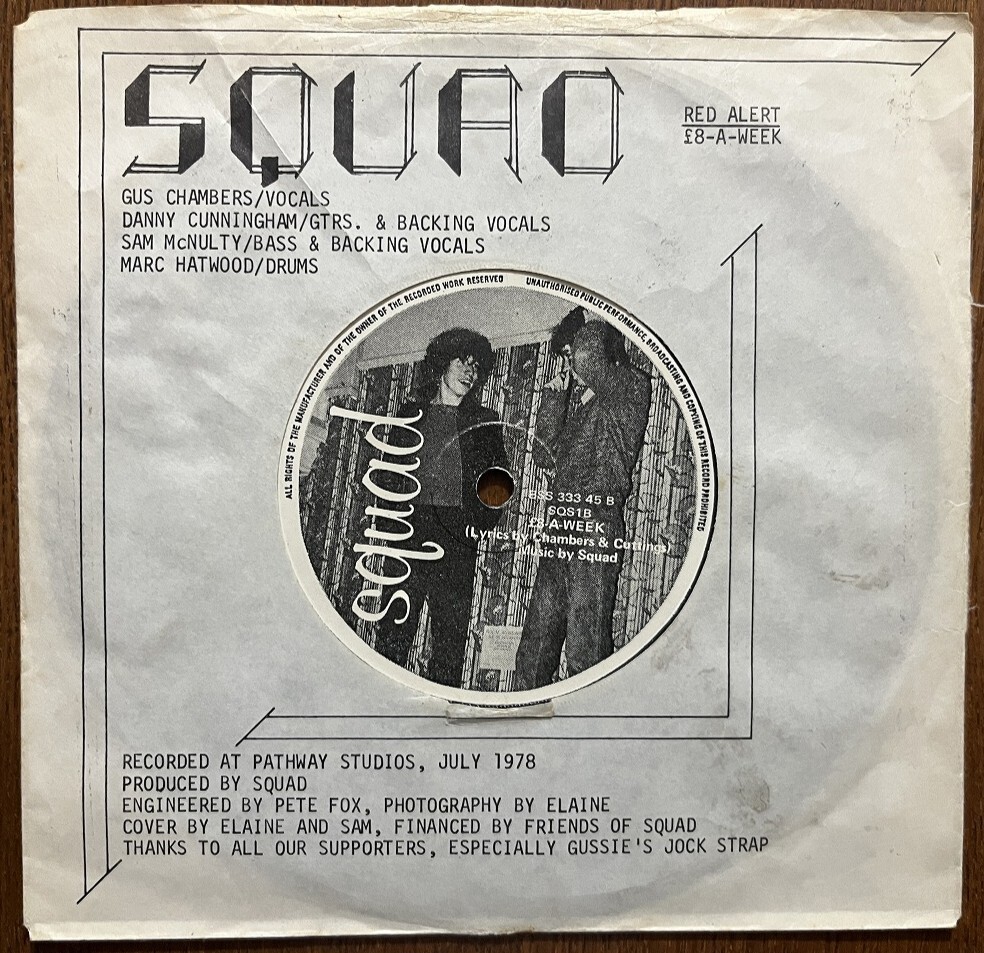 SQUAD
RED ALERT
£8-A-WEEK
GUS CHAMBERS/VOCALS
DANNY CUNNINGHAM/GTRS. & BACKING VOCALS
SAM McNULTY/BASS & BACKING VOCALS
MARC HATWOOD/DRUMS
ALL RIGHTS OF THE MANUFACTURER AND OF THE OWNER OF THE RECORDED WORK RESERVED
UNAUTHORISED PUBLIC PERFORMANCE, BROADCASTING AND COPYING OF THIS RECORD PROHIBITED
squad
333 45 B
SQS1B
£8-A-WEEK
(Lyrics by Chambers & Cuttings)
Music by Squad
RECORDED AT PATHWAY STUDIOS, JULY 1978
PRODUCED BY SQUAD
ENGINEERED BY PETE FOX, PHOTOGRAPHY BY ELAINE
COVER BY ELAINE AND SAM, FINANCED BY FRIENDS OF SQUAD
THANKS TO ALL OUR SUPPORTERS, ESPECIALLY GUSSIE'S JOCK STRAP